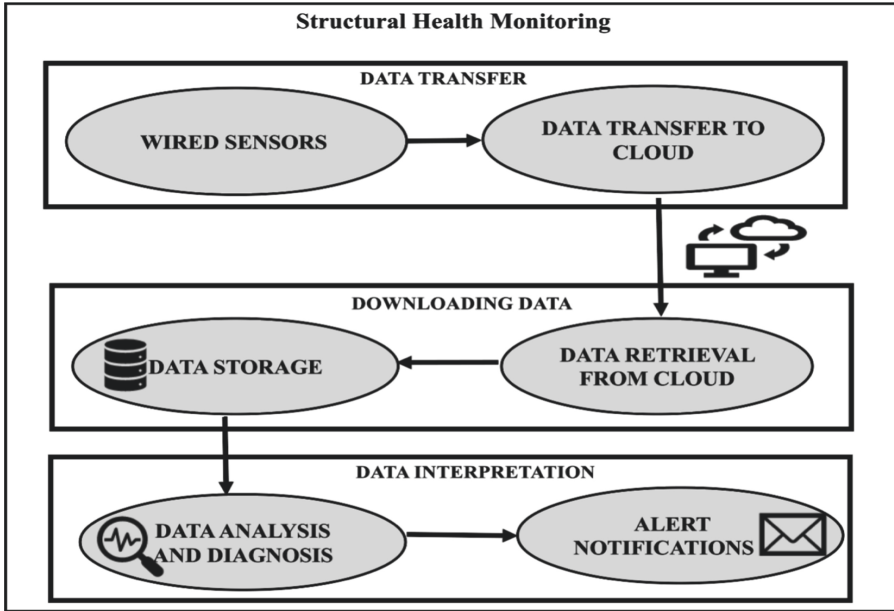 Structural Health Monitoring
DATA TRANSFER
WIRED SENSORS
DATA TRANSFER TO
CLOUD
DOWNLOADING DATA
DATA STORAGE
DATA RETRIEVAL
FROM CLOUD
DATA INTERPRETATION
DATA ANALYSIS
AND DIAGNOSIS
ALERT
NOTIFICATIONS